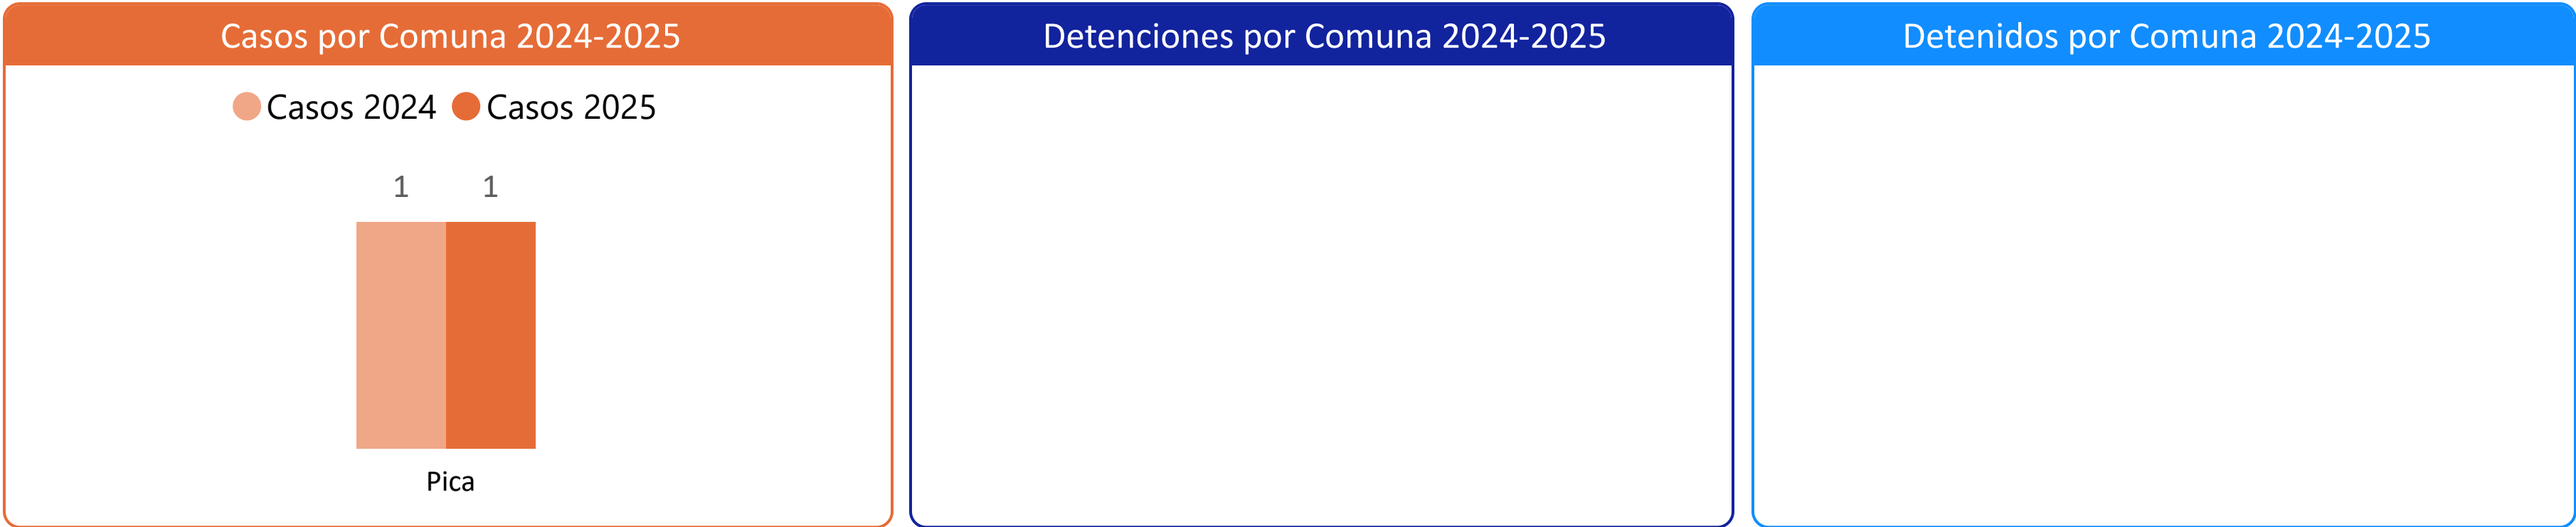 Casos por Comuna 2024-2025
Casos 2024 Casos 2025
1 1
Pica
Detenciones por Comuna 2024-2025
Detenidos por Comuna 2024-2025